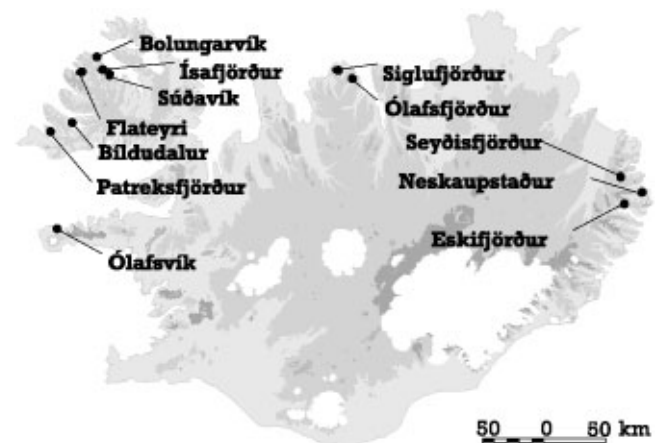 Bolungarvík
Ísafjörður
Súðavík
Flateyri
Bíldudalur
Patreksfjörður
Ólafsvík
Siglufjörður
Ólafsfjörður
Seyðisfjörður
Neskaupstaður
Eskifjörður
50 0 50 km